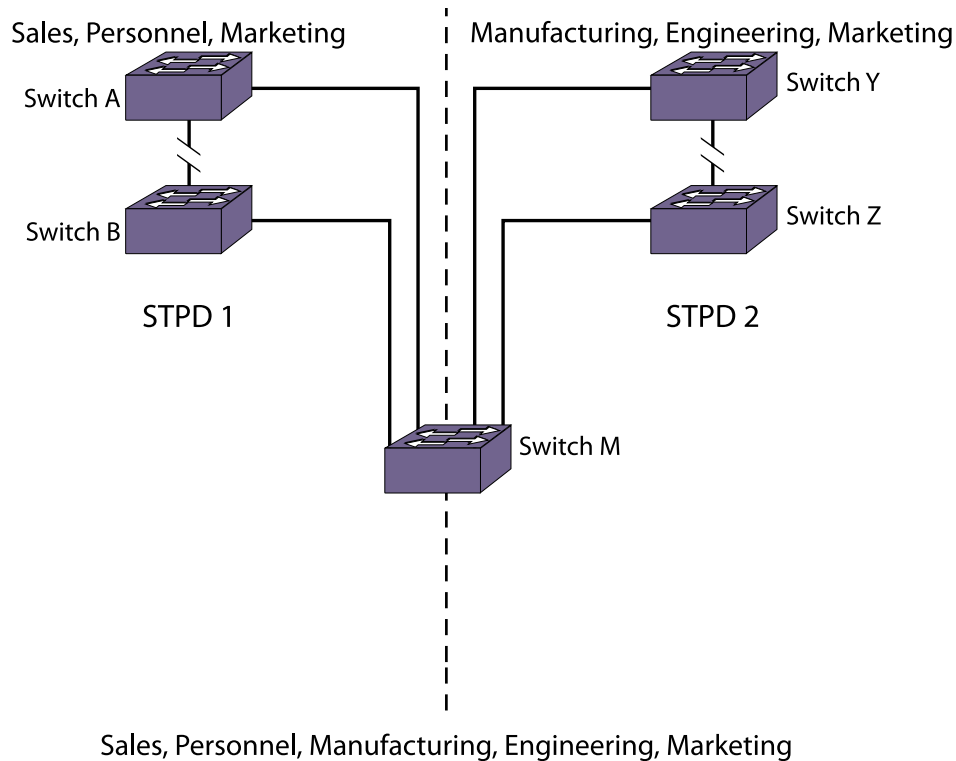 Sales, Personnel, Marketing
Manufacturing, Engineering, Marketing
Switch A
Switch Y
Switch B
Switch Z
STPD 1
STPD 2
Switch M
Sales, Personnel, Manufacturing, Engineering, Marketing